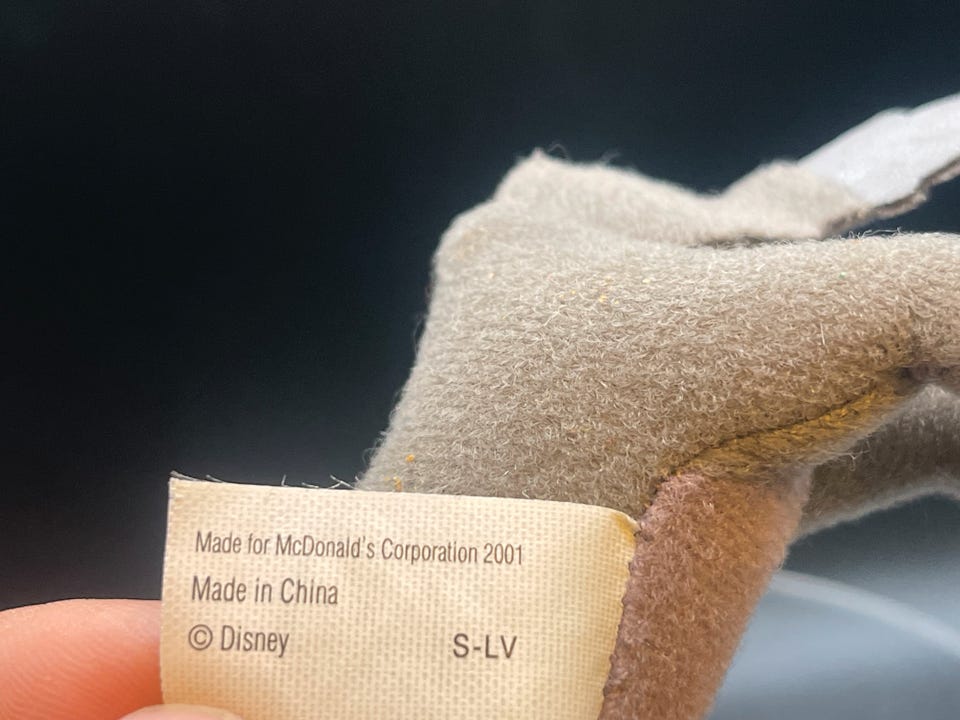 Made for McDonald's Corporation 2001
Made in China
© Disney S-LV